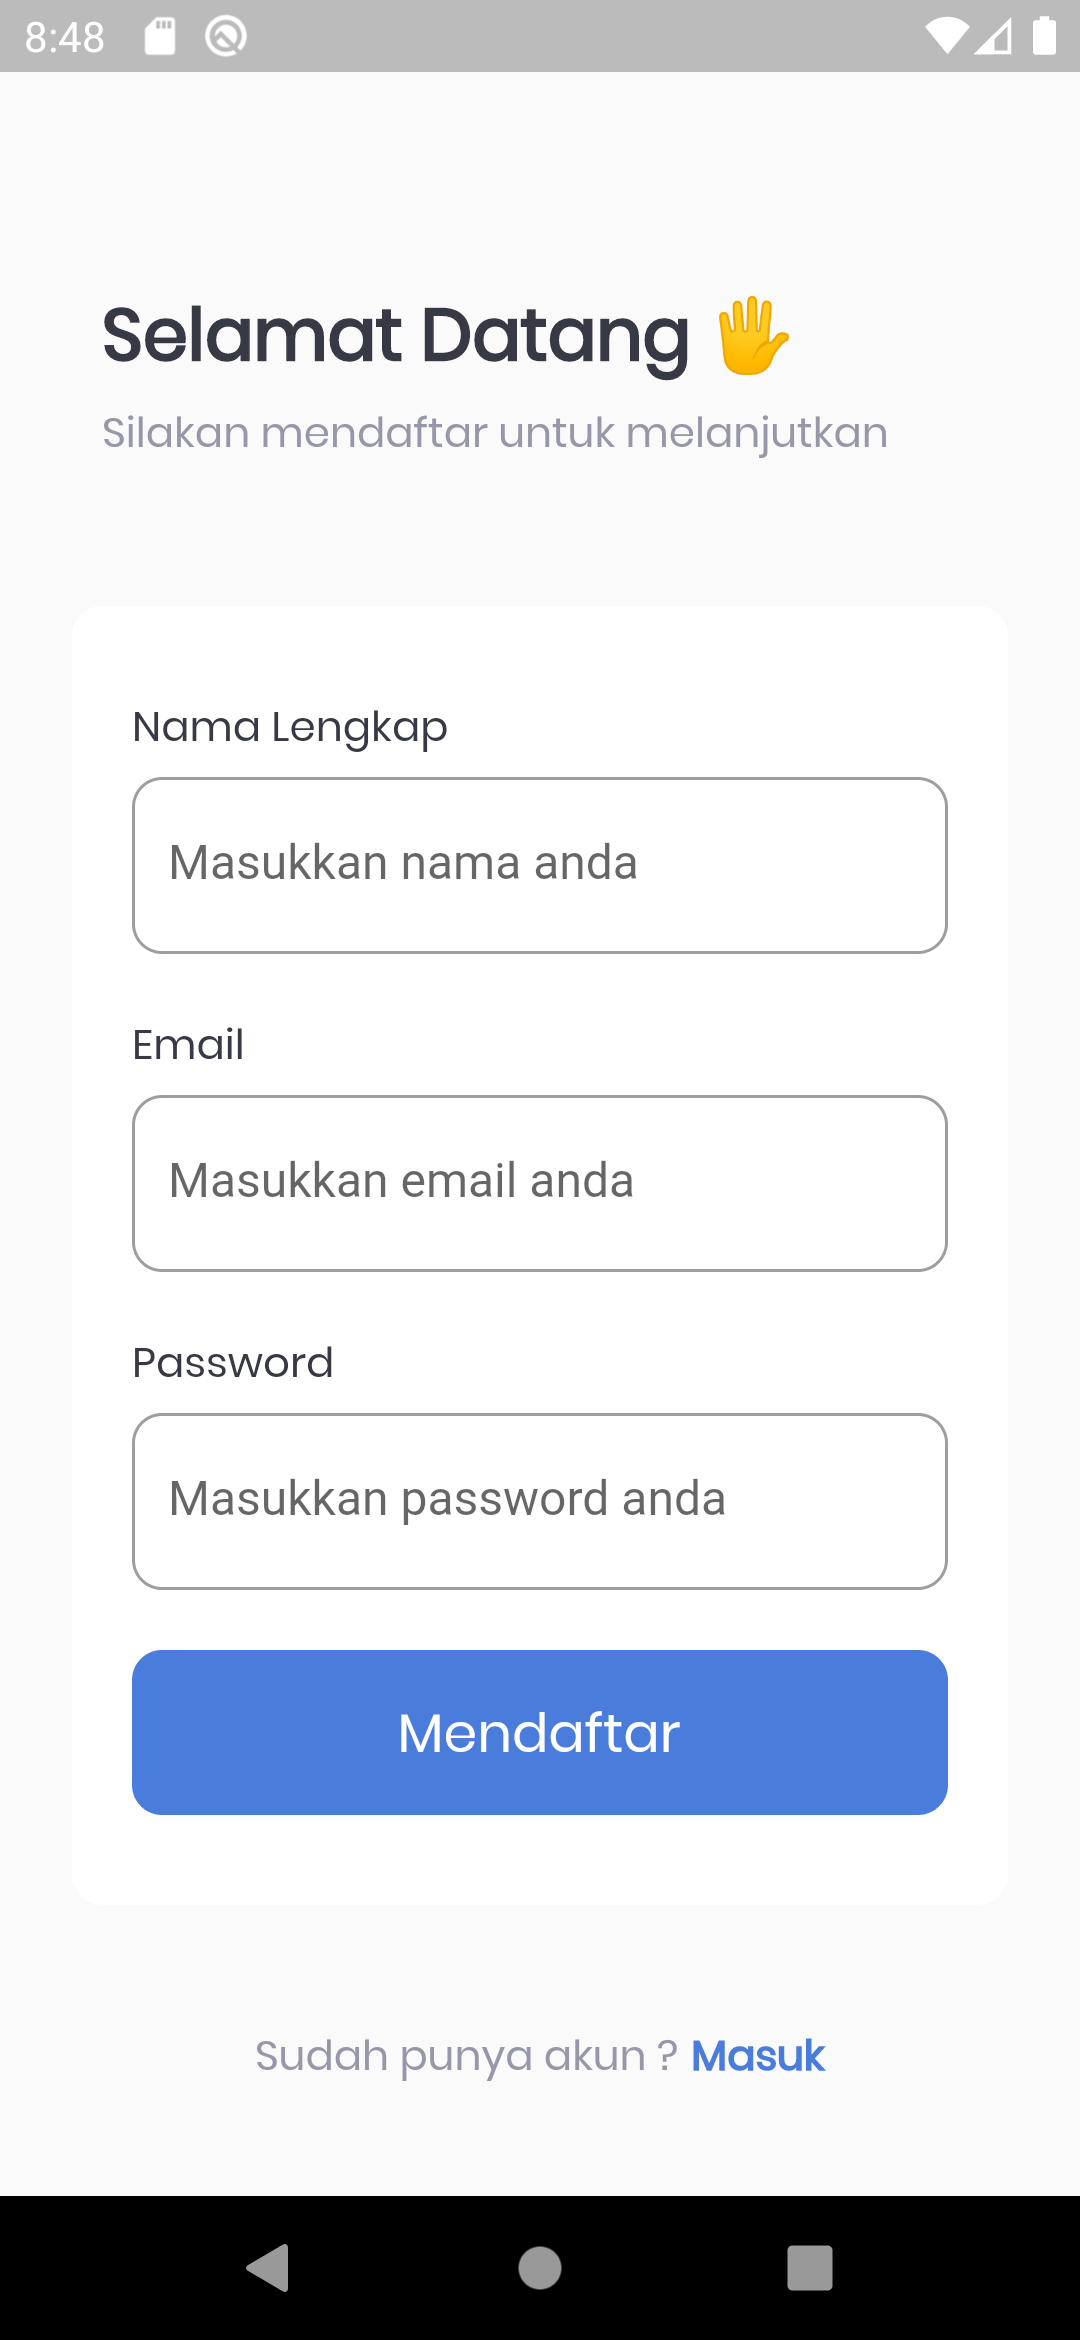 8:48
Selamat Datang 🖐
Silakan mendaftar untuk melanjutkan
Nama Lengkap
Masukkan nama anda
Email
Masukkan email anda
Password
Masukkan password anda
Mendaftar
Sudah punya akun ? Masuk